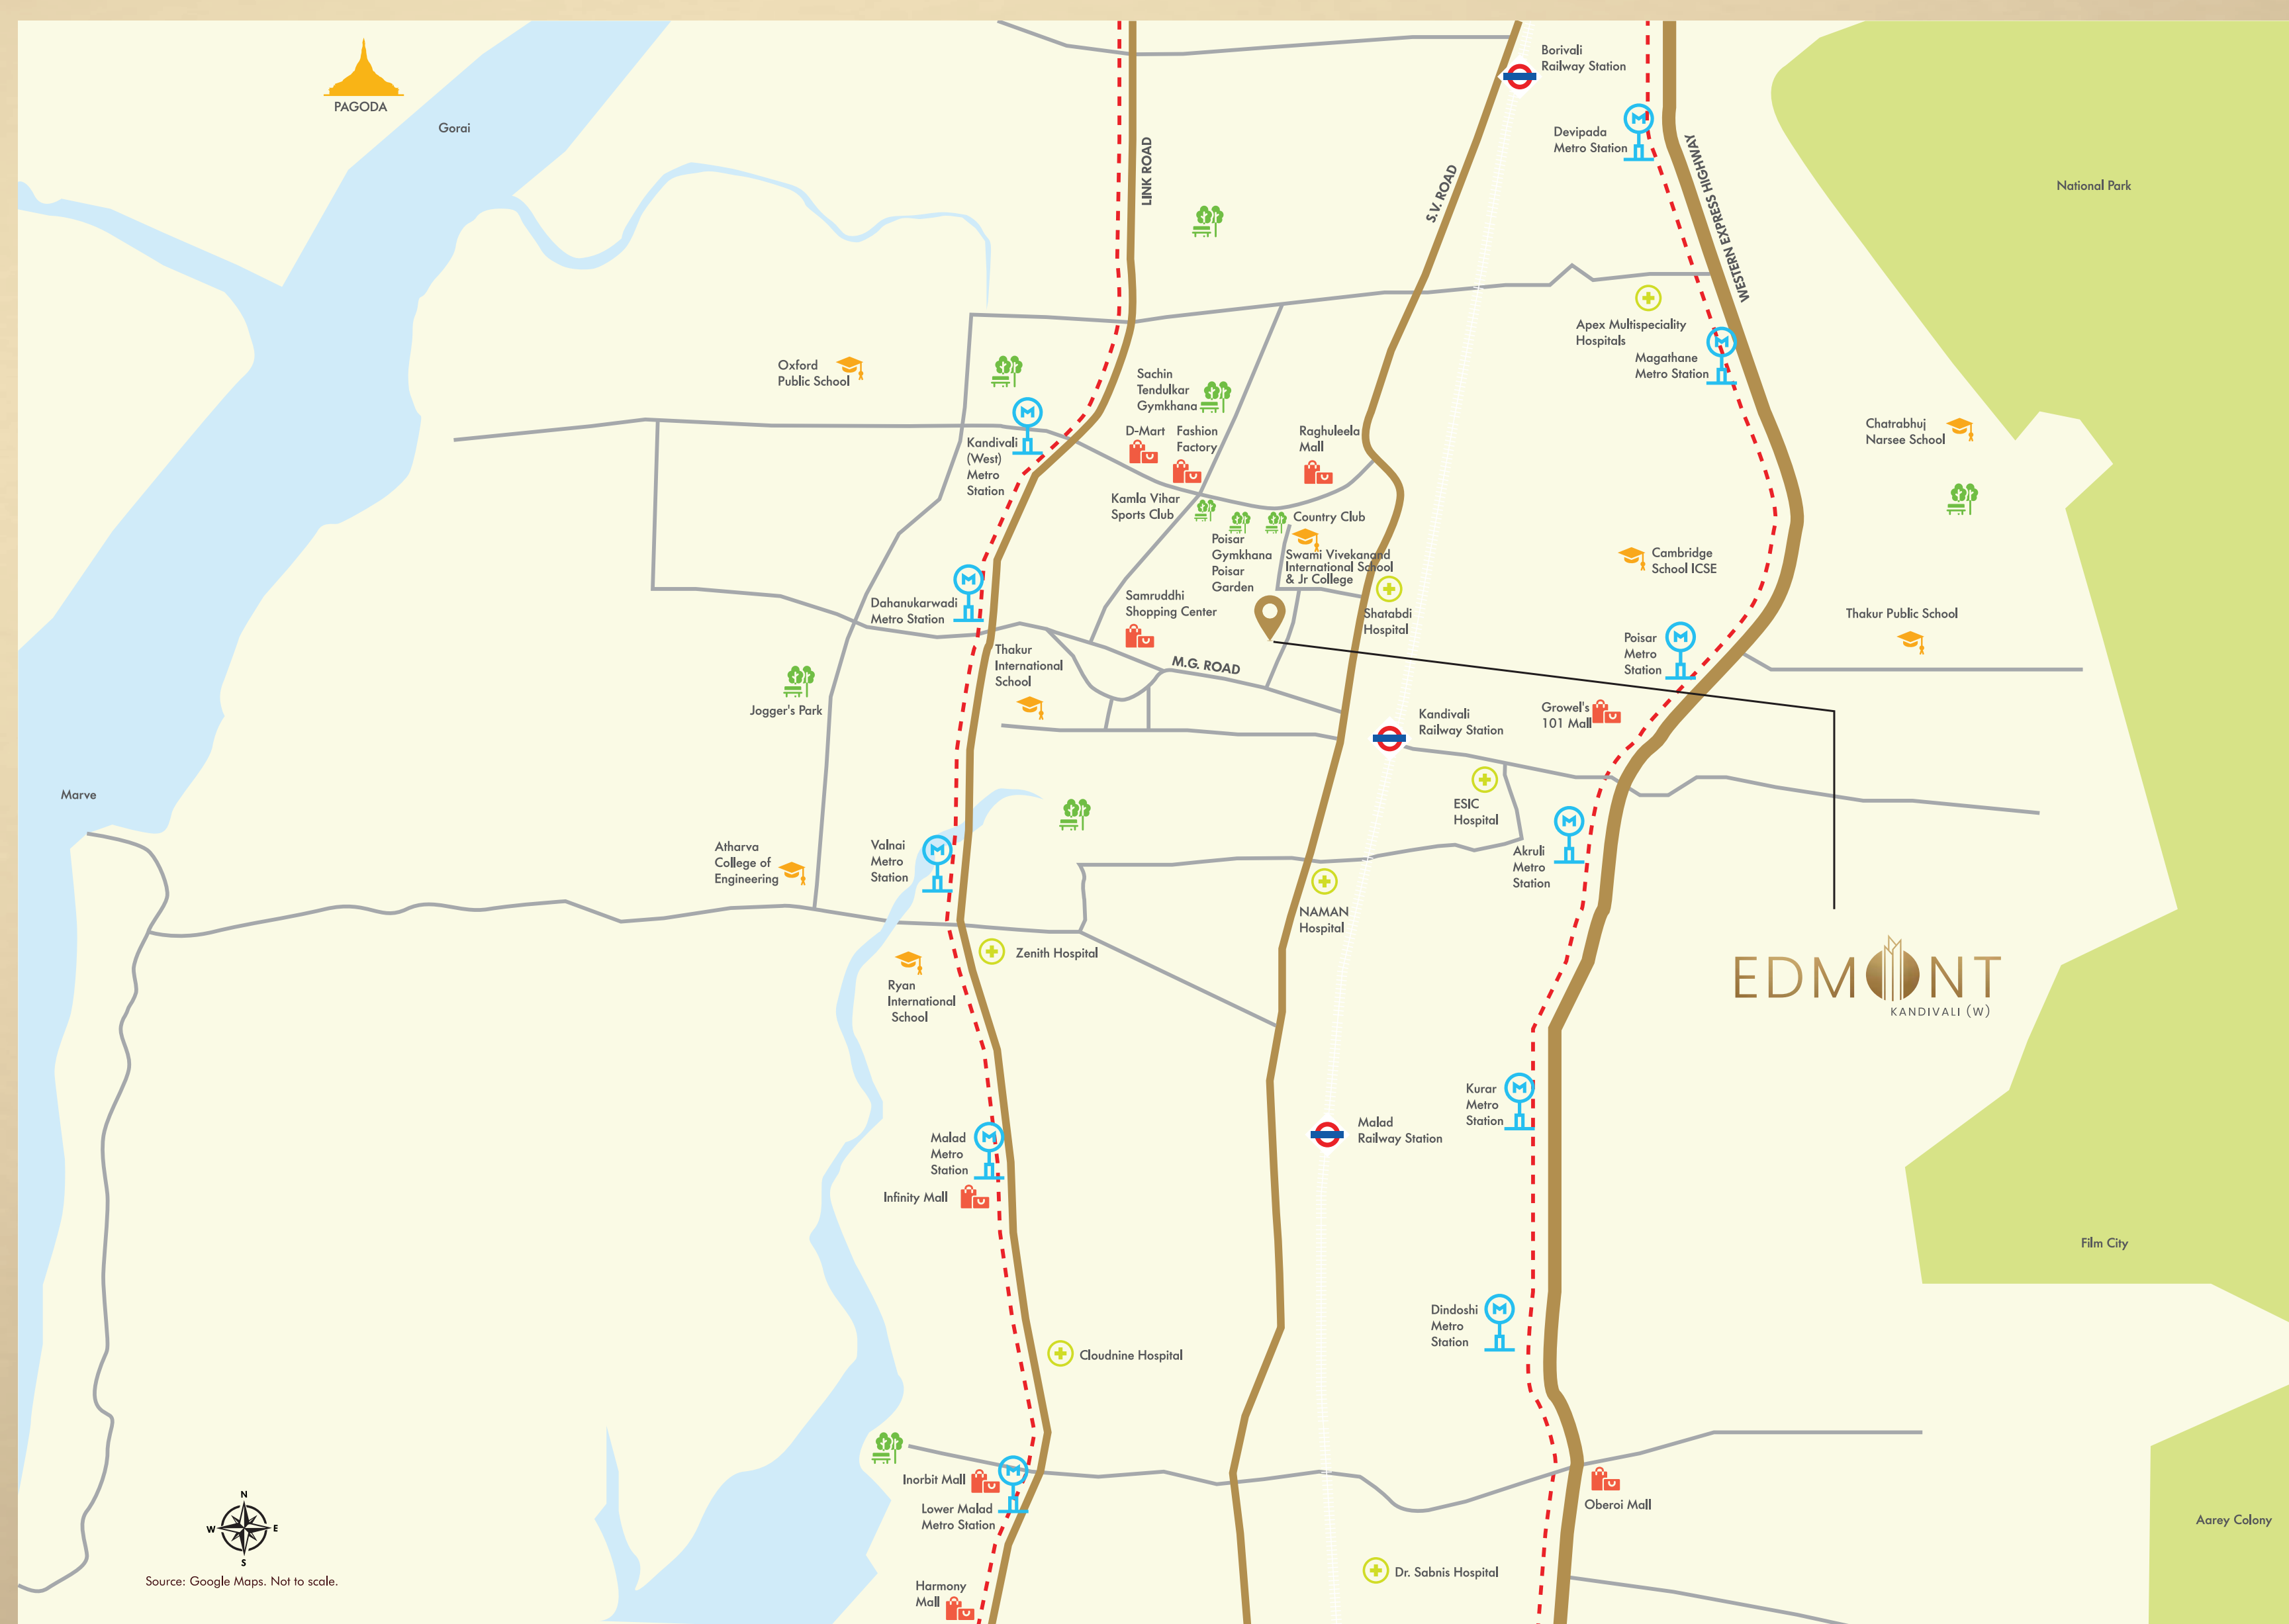 PAGODA
Gorai
Borivali
Railway Station
LINK ROAD
S.V. ROAD
Devipada
Metro Station
WESTERN EXPRESS HIGHWAY
National Park
Apex Multispeciality
Hospitals
Magathane
Metro Station
Oxford
Public School
Sachin
Tendulkar
Gymkhana
D-Mart
Fashion
Factory
Raghuleela
Mall
Chatrabhuj
Narsee School
Kandivali
(West)
Metro
Station
Kamla Vihar
Sports Club
Country Club
Poisar
Gymkhana
Poisar
Garden
Swami Vivekanand
International School
& Jr College
Cambridge
School ICSE
Dahanukarwadi
Metro Station
Samruddhi
Shopping Center
Shatabdi
Hospital
Thakur Public School
Poisar
Metro
Station
Thakur
International
School
M.G. ROAD
Jogger's Park
Growel's
101 Mall
Kandivali
Railway Station
Marve
ESIC
Hospital
Atharva
College of
Engineering
Valnai
Metro
Station
Akruli
Metro
Station
NAMAN
Hospital
Zenith Hospital
EDMONT
KANDIVALI (W)
Ryan
International
School
Kurar
Metro
Station
Malad
Metro
Station
Malad
Railway Station
Infinity Mall
Film City
Dindoshi
Metro
Station
Cloudnine Hospital
Inorbit Mall
Lower Malad
Metro Station
Oberoi Mall
Aarey Colony
N
W
E
S
Source: Google Maps. Not to scale.
Dr. Sabnis Hospital
Harmony
Mall